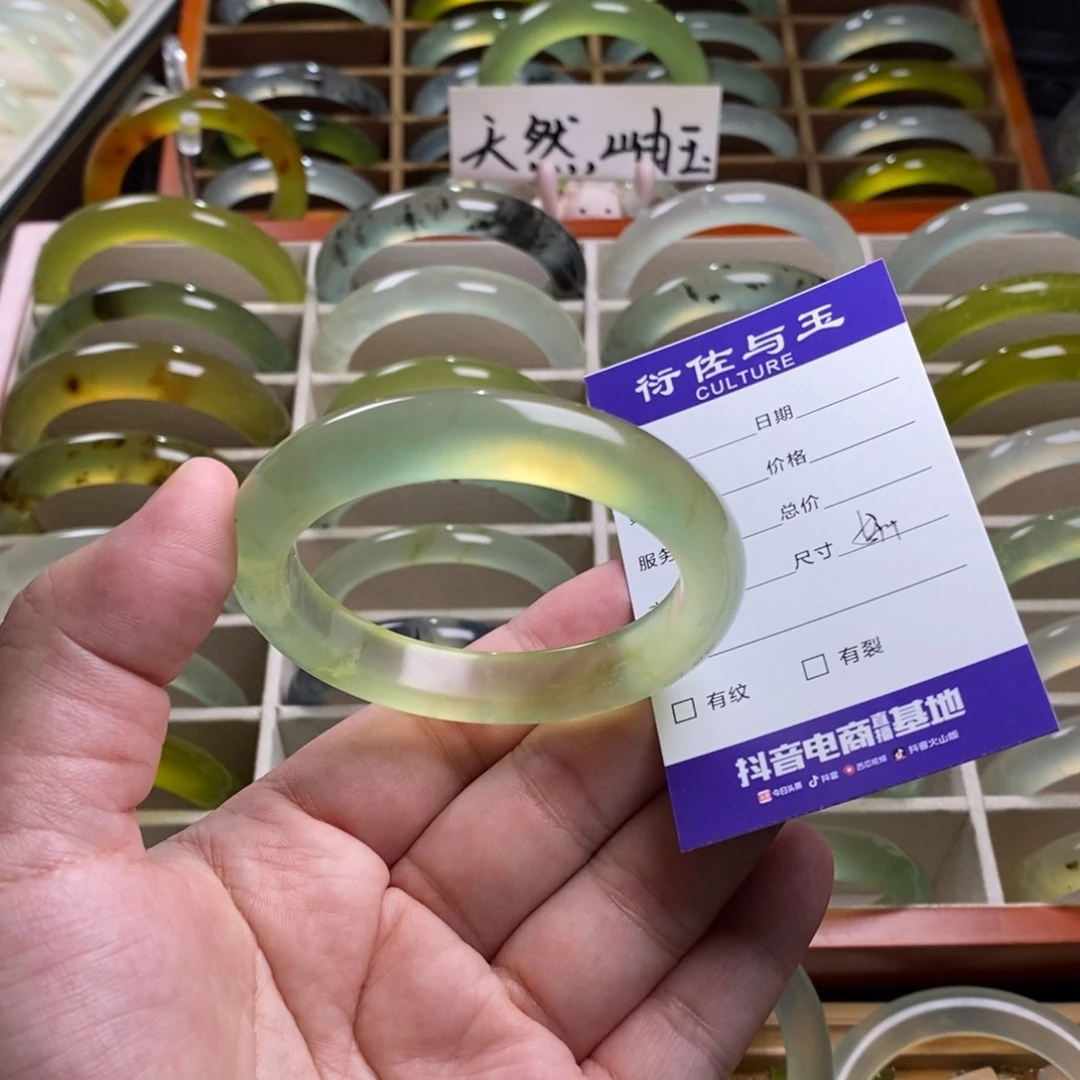 天然,岫玉
衍佐与玉
CULTURE
日期
价格
总价
服务
尺寸
有纹
有裂
抖音电商直播基地
今日头条 抖音 西瓜视频 抖音火山版